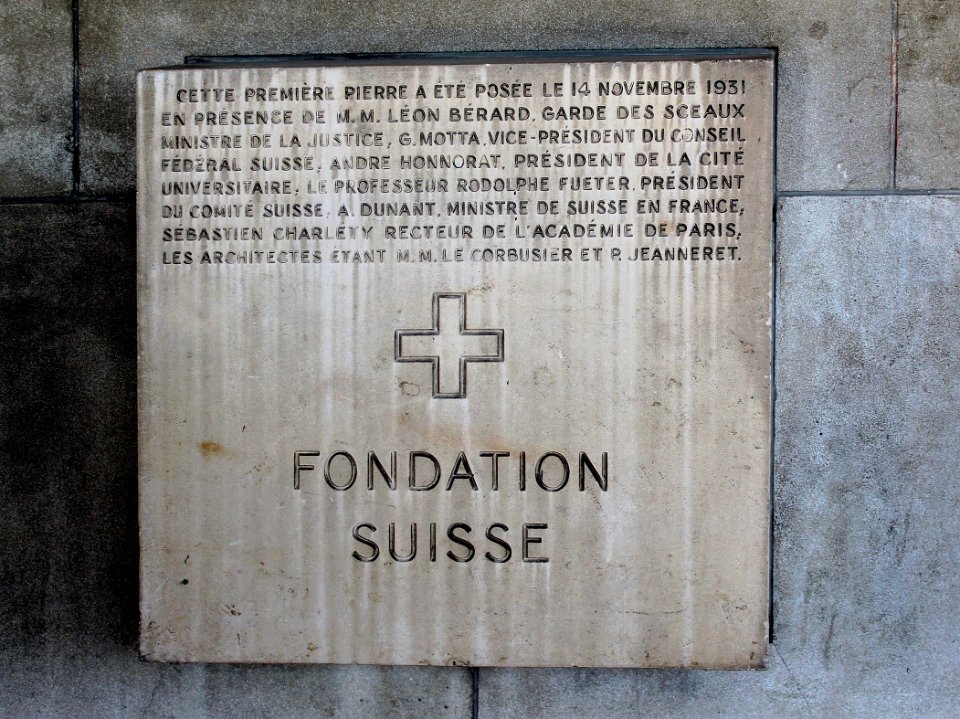 CETTE PREMIÈRE PIERRE A ÉTÉ POSÉE LE 14 NOVEMBRE 1931
EN PRÉSENCE DE M.M. LÉON BÉRARD, GARDE DES SCEAUX
MINISTRE DE LA JUSTICE, G. MOTTA, VICE-PRÉSIDENT DU CONSEIL
FÉDÉRAL SUISSE, ANDRE HONNORAT, PRÉSIDENT DE LA CITÉ
UNIVERSITAIRE, LE PROFESSEUR RODOLPHE FUETER, PRÉSIDENT
DU COMITÉ SUISSE, A. DUNANT, MINISTRE DE SUISSE EN FRANCE,
SÉBASTIEN CHARLÉTY RECTEUR DE L'ACADÉMIE DE PARIS,
LES ARCHITECTES ÉTANT M.M. LE CORBUSIER ET P. JEANNERET.
FONDATION
SUISSE